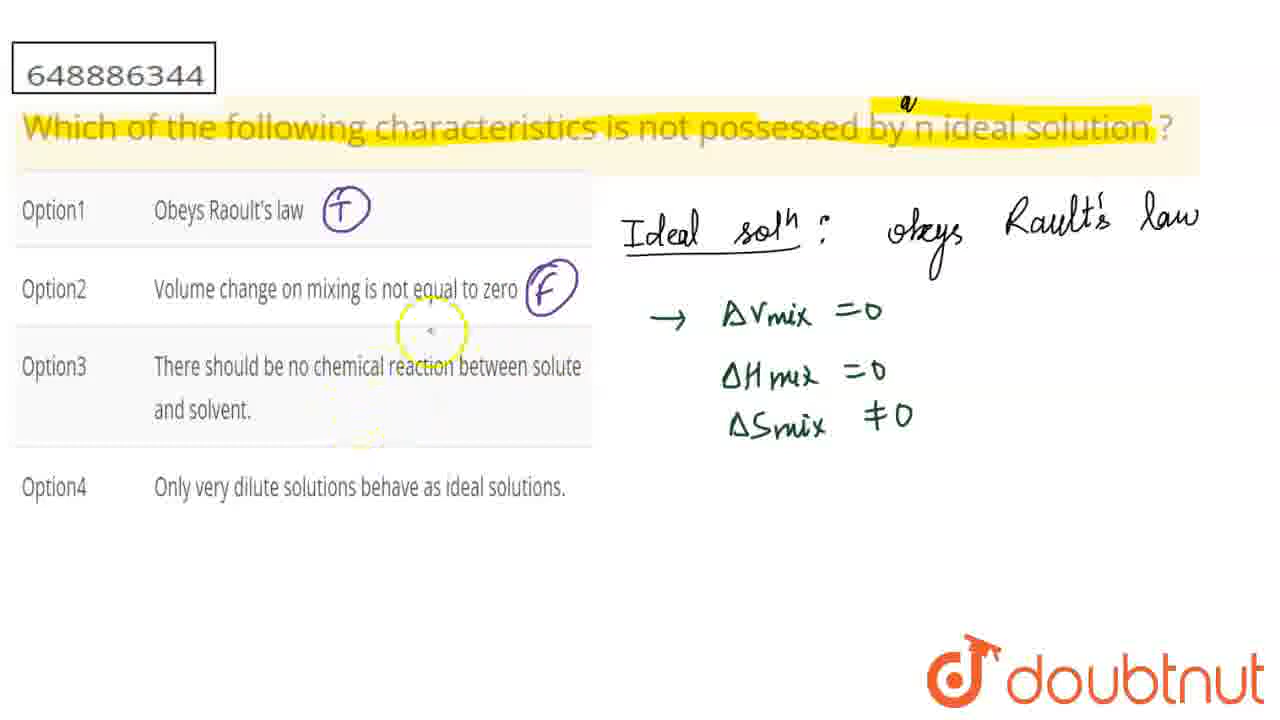 648886344
a
Which of the following characteristics is not possessed by n ideal solution ?
Option1 Obeys Raoult's law T
Ideal solⁿ : obeys Rault's law
Option2 Volume change on mixing is not equal to zero F
→ ΔVmix = 0
Option3 There should be no chemical reaction between solute
and solvent.
ΔHmix = 0
ΔSmix ≠ 0
Option4 Only very dilute solutions behave as ideal solutions.
doubtnut